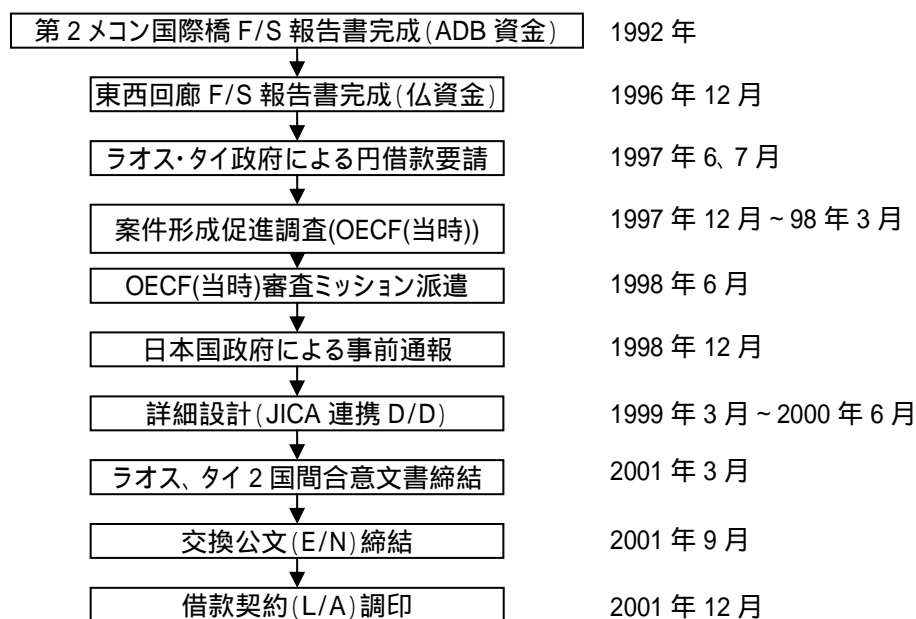 第2メコン国際橋 F/S 報告書完成(ADB 資金) 1992 年
東西回廊 F/S 報告書完成(仏資金) 1996 年 12 月
ラオス・タイ政府による円借款要請 1997 年 6、7 月
案件形成促進調査(OECF(当時)) 1997 年 12 月 ~ 98 年 3 月
OECF(当時)審査ミッション派遣 1998 年 6 月
日本国政府による事前通報 1998 年 12 月
詳細設計(JICA 連携 D/D) 1999 年 3 月 ~ 2000 年 6 月
ラオス、タイ 2 国間合意文書締結 2001 年 3 月
交換公文(E/N)締結 2001 年 9 月
借款契約(L/A)調印 2001 年 12 月